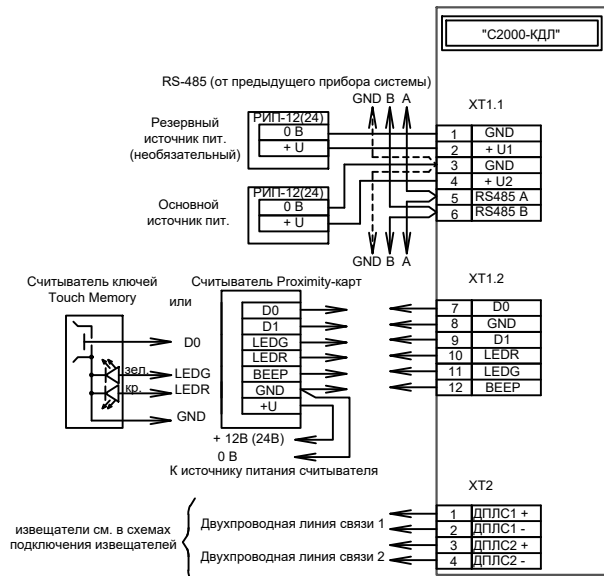 "С2000-КДЛ"
RS-485 (от предыдущего прибора системы)
GND B A
XT1.1
Резервный
источник пит.
(необязательный)
РИП-12(24)
0 В
+ U
1 GND
2 + U1
3 GND
4 + U2
5 RS485 A
6 RS485 B
Основной
источник пит.
РИП-12(24)
0 В
+ U
GND B A
Считыватель ключей
Touch Memory
или
Считыватель Proximity-карт
XT1.2
D0
зел.
LEDG
кр.
LEDR
GND
D0
D1
LEDG
LEDR
BEEP
GND
+U
7 D0
8 GND
9 D1
10 LEDR
11 LEDG
12 BEEP
+ 12В (24В)
0 В
К источнику питания считывателя
XT2
извещатели см. в схемах
подключения извещателей
Двухпроводная линия связи 1
Двухпроводная линия связи 2
1 ДПЛС1 +
2 ДПЛС1 -
3 ДПЛС2 +
4 ДПЛС2 -